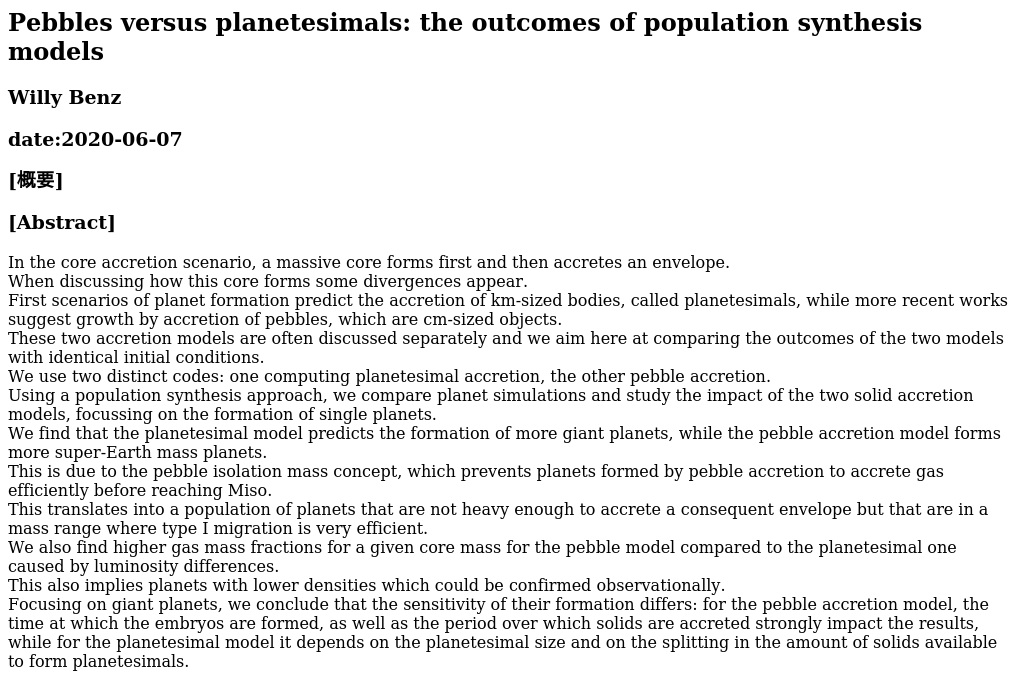 Pebbles versus planetesimals: the outcomes of population synthesis
models
Willy Benz
date:2020-06-07
[概要]
[Abstract]
In the core accretion scenario, a massive core forms first and then accretes an envelope.
When discussing how this core forms some divergences appear.
First scenarios of planet formation predict the accretion of km-sized bodies, called planetesimals, while more recent works
suggest growth by accretion of pebbles, which are cm-sized objects.
These two accretion models are often discussed separately and we aim here at comparing the outcomes of the two models
with identical initial conditions.
We use two distinct codes: one computing planetesimal accretion, the other pebble accretion.
Using a population synthesis approach, we compare planet simulations and study the impact of the two solid accretion
models, focussing on the formation of single planets.
We find that the planetesimal model predicts the formation of more giant planets, while the pebble accretion model forms
more super-Earth mass planets.
This is due to the pebble isolation mass concept, which prevents planets formed by pebble accretion to accrete gas
efficiently before reaching Miso.
This translates into a population of planets that are not heavy enough to accrete a consequent envelope but that are in a
mass range where type I migration is very efficient.
We also find higher gas mass fractions for a given core mass for the pebble model compared to the planetesimal one
caused by luminosity differences.
This also implies planets with lower densities which could be confirmed observationally.
Focusing on giant planets, we conclude that the sensitivity of their formation differs: for the pebble accretion model, the
time at which the embryos are formed, as well as the period over which solids are accreted strongly impact the results,
while for the planetesimal model it depends on the planetesimal size and on the splitting in the amount of solids available
to form planetesimals.